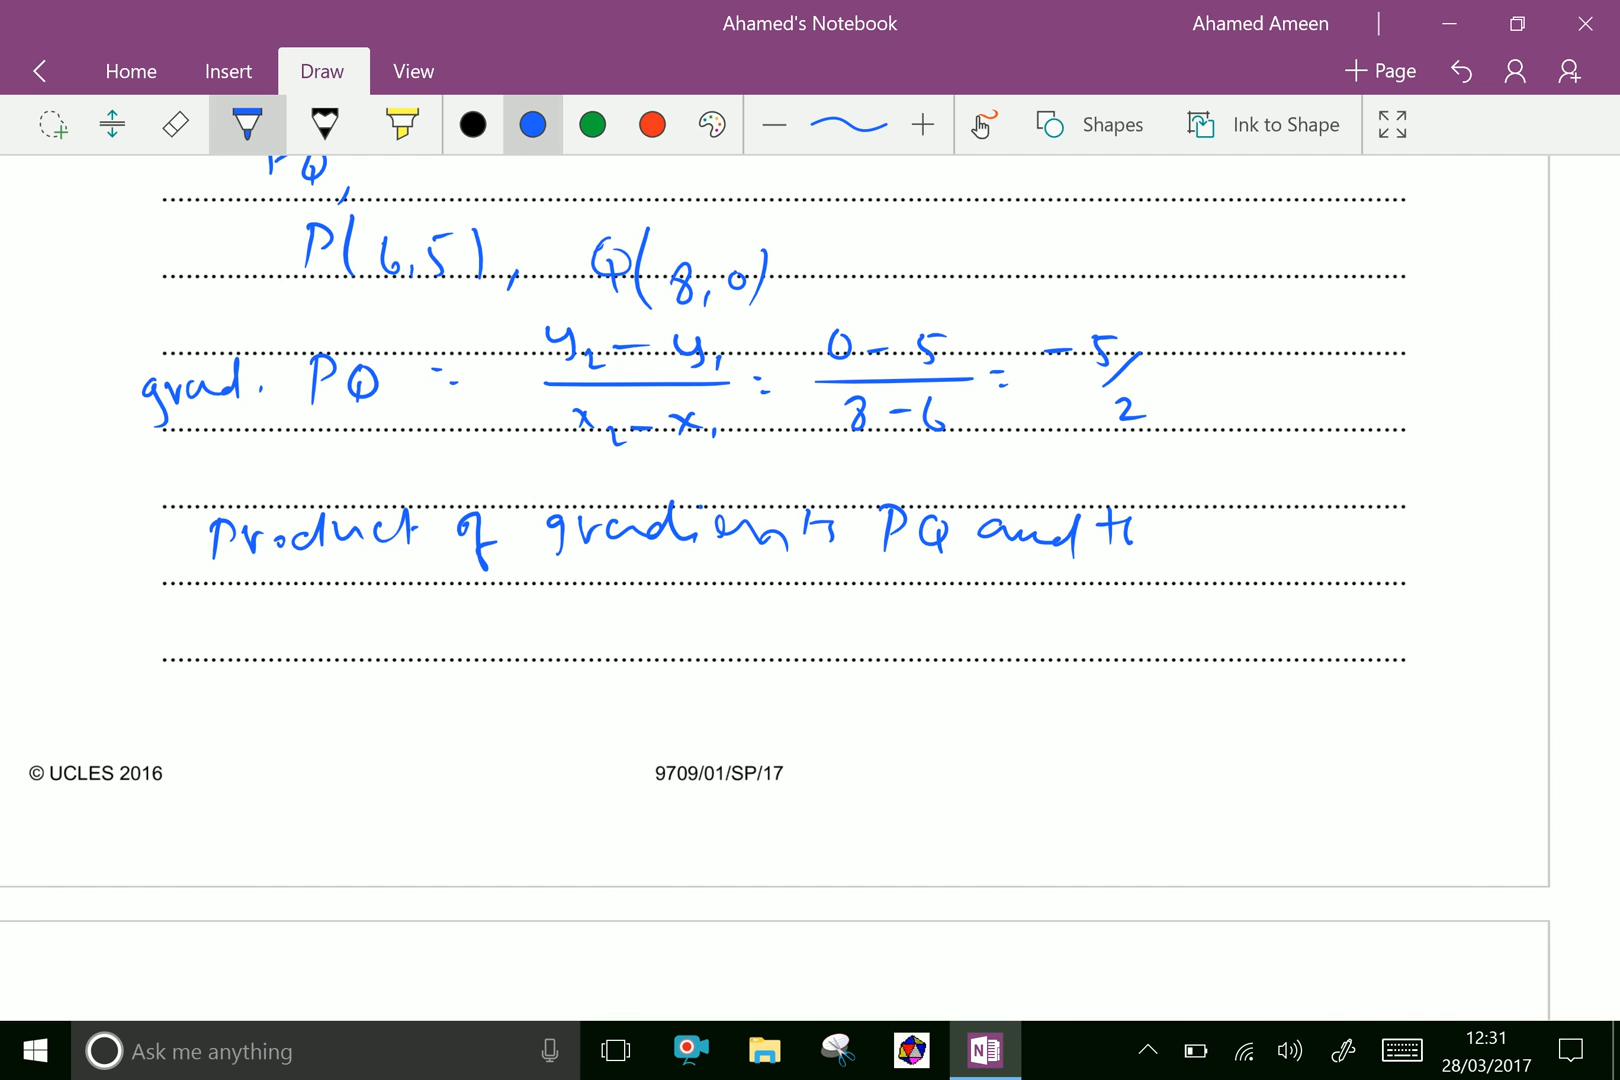 Ahamed's Notebook Ahamed Ameen
Home Insert Draw View Page
Shapes Ink to Shape
PQ,
P(6,5), Q(8,0)
grad. PQ = y₂ - y₁ / x₂ - x₁ = 0 - 5 / 8 - 6 = - 5/2
Product of gradients PQ and t
© UCLES 2016 9709/01/SP/17
Ask me anything
12:31
28/03/2017